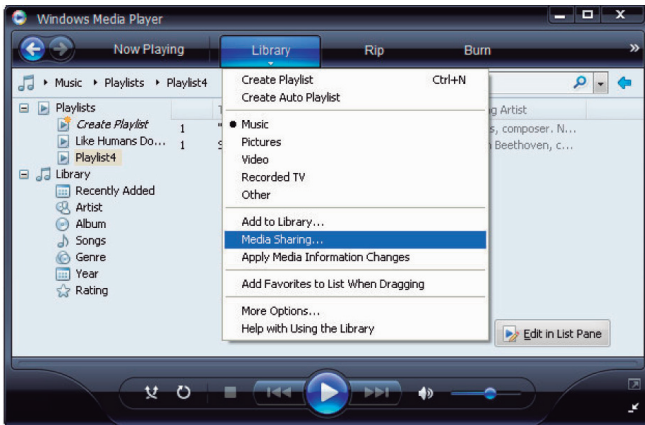 Windows Media Player
Now Playing Library Rip Burn »
Music Playlists Playlist4
Create Playlist Ctrl+N
Create Auto Playlist
Music
Pictures
Video
Recorded TV
Other
Add to Library...
Media Sharing...
Apply Media Information Changes
Add Favorites to List When Dragging
More Options...
Help with Using the Library
Playlists
Create Playlist
Like Humans Do...
Playlist4
Library
Recently Added
Artist
Album
Songs
Genre
Year
Rating
g Artist
1 s, composer. N...
1 Beethoven, c...
Edit in List Pane